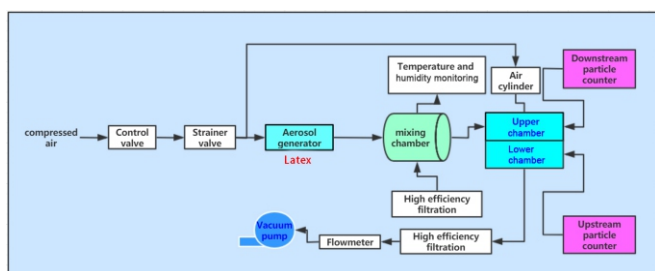 Temperature and
humidity monitoring
Air
cylinder
Downstream
particle
counter
compressed
air
Control
valve
Strainer
valve
Aerosol
generator
Latex
mixing
chamber
Upper
chamber
Lower
chamber
High efficiency
filtration
Vacuum
pump
Flowmeter
High efficiency
filtration
Upstream
particle
counter